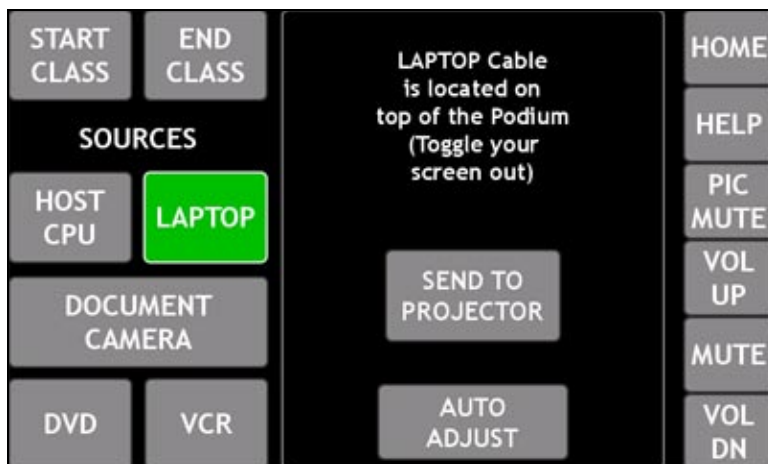 START
CLASS
END
CLASS
SOURCES
HOST
CPU
LAPTOP
DOCUMENT
CAMERA
DVD
VCR
LAPTOP Cable
is located on
top of the Podium
(Toggle your
screen out)
SEND TO
PROJECTOR
AUTO
ADJUST
HOME
HELP
PIC
MUTE
VOL
UP
MUTE
VOL
DN